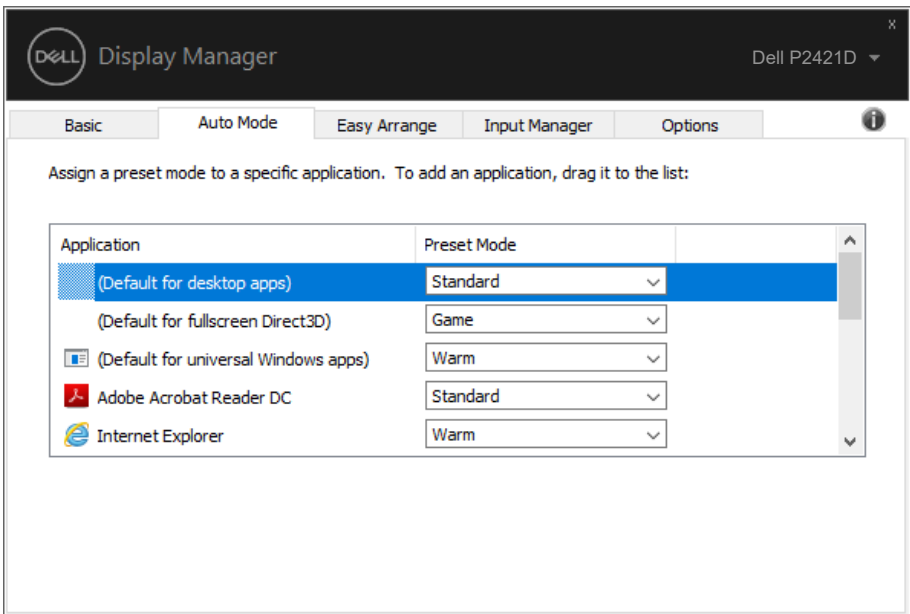 x
DELL Display Manager Dell P2421D
Basic Auto Mode Easy Arrange Input Manager Options
Assign a preset mode to a specific application. To add an application, drag it to the list:
Application Preset Mode
(Default for desktop apps) Standard
(Default for fullscreen Direct3D) Game
(Default for universal Windows apps) Warm
Adobe Acrobat Reader DC Standard
Internet Explorer Warm